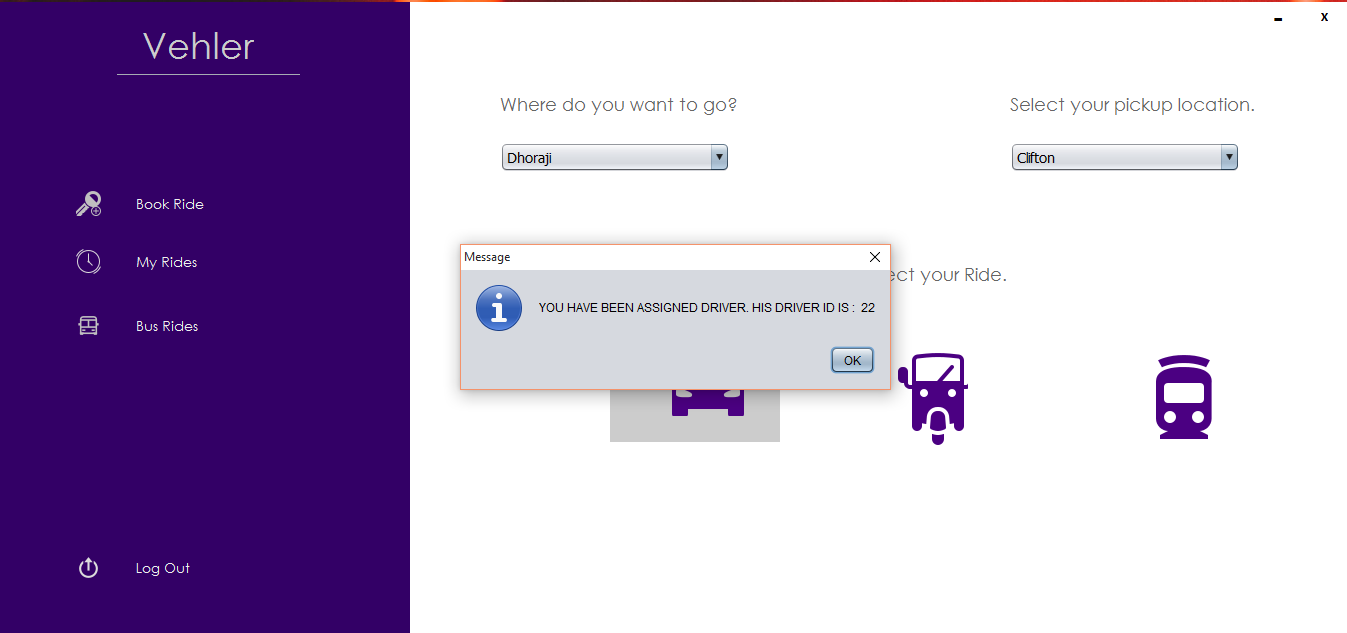 Vehler
x
Where do you want to go?
Select your pickup location.
Dhoraji
Clifton
Book Ride
My Rides
Bus Rides
Log Out
Message
ect your Ride.
YOU HAVE BEEN ASSIGNED DRIVER. HIS DRIVER ID IS : 22
OK